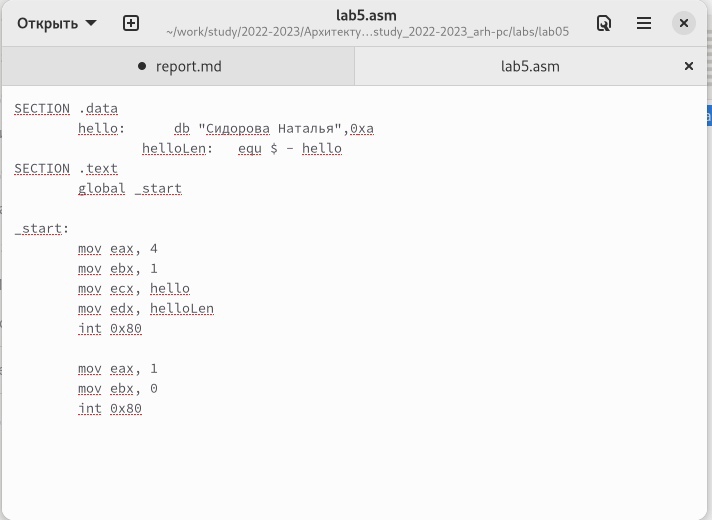 Открыть
lab5.asm
~/work/study/2022-2023/Архитекту…study_2022-2023_arh-pc/labs/lab05
report.md
lab5.asm
SECTION .data
hello: db "Сидорова Наталья",0xa
helloLen: equ $ - hello
SECTION .text
global _start
_start:
mov eax, 4
mov ebx, 1
mov ecx, hello
mov edx, helloLen
int 0x80
mov eax, 1
mov ebx, 0
int 0x80